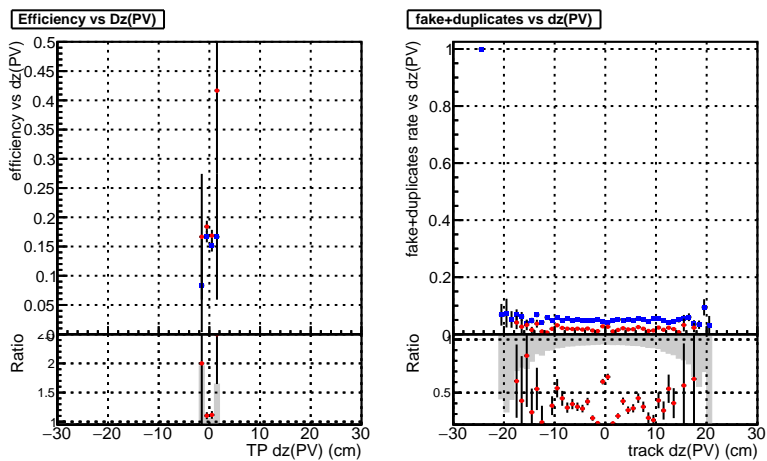 Efficiency vs Dz(PV)
fake+duplicates vs dz(PV)
efficiency vs dz(PV)
0.5
0.45
0.4
0.35
0.3
0.25
0.2
0.15
0.1
0.05
0
Ratio
2
1.5
1
−30 −20 −10 0 10 20 30
TP dz(PV) (cm)
fake+duplicates rate vs dz(PV)
1
0.8
0.6
0.4
0.2
0
Ratio
1
0.5
−30 −20 −10 0 10 20 30
track dz(PV) (cm)